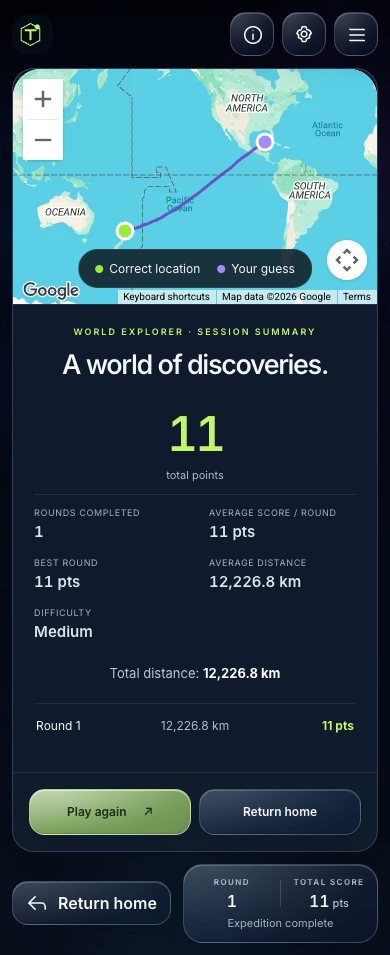 T
+
NORTH
AMERICA
Atlantic
Ocean
−
Pacific
Ocean
SOUTH
AMERICA
OCEANIA
Correct location
Your guess
Google
Keyboard shortcuts
Map data ©2026 Google
Terms
WORLD EXPLORER · SESSION SUMMARY
A world of discoveries.
11
total points
ROUNDS COMPLETED
1
AVERAGE SCORE / ROUND
11 pts
BEST ROUND
11 pts
AVERAGE DISTANCE
12,226.8 km
DIFFICULTY
Medium
Total distance: 12,226.8 km
Round 1 12,226.8 km 11 pts
Play again ↗
Return home
Return home
ROUND
1
TOTAL SCORE
11 pts
Expedition complete